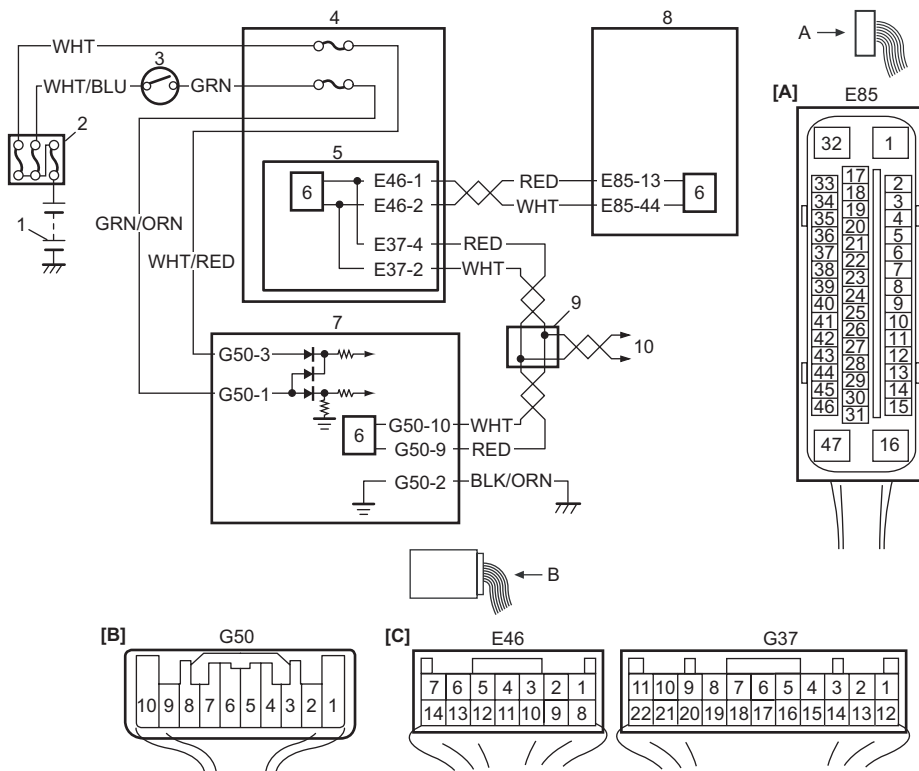 4
8
A
WHT
3
[A]
E85
WHT/BLU
GRN
2
5
32
1
6
E46-1
RED
E85-13
6
E46-2
WHT
E85-44
1
GRN/ORN
E37-4
RED
WHT/RED
E37-2
WHT
9
7
10
G50-3
G50-1
6
G50-10
WHT
G50-9
RED
G50-2
BLK/ORN
33
34
35
36
37
38
39
40
41
42
43
44
45
46
17
18
19
20
21
22
23
24
25
26
27
28
29
30
31
2
3
4
5
6
7
8
9
10
11
12
13
14
15
47
16
B
[B]
G50
[C]
E46
G37
10 9 8 7 6 5 4 3 2 1
7 6 5 4 3 2 1
14 13 12 11 10 9 8
11 10 9 8 7 6 5 4 3 2 1
22 21 20 19 18 17 16 15 14 13 12